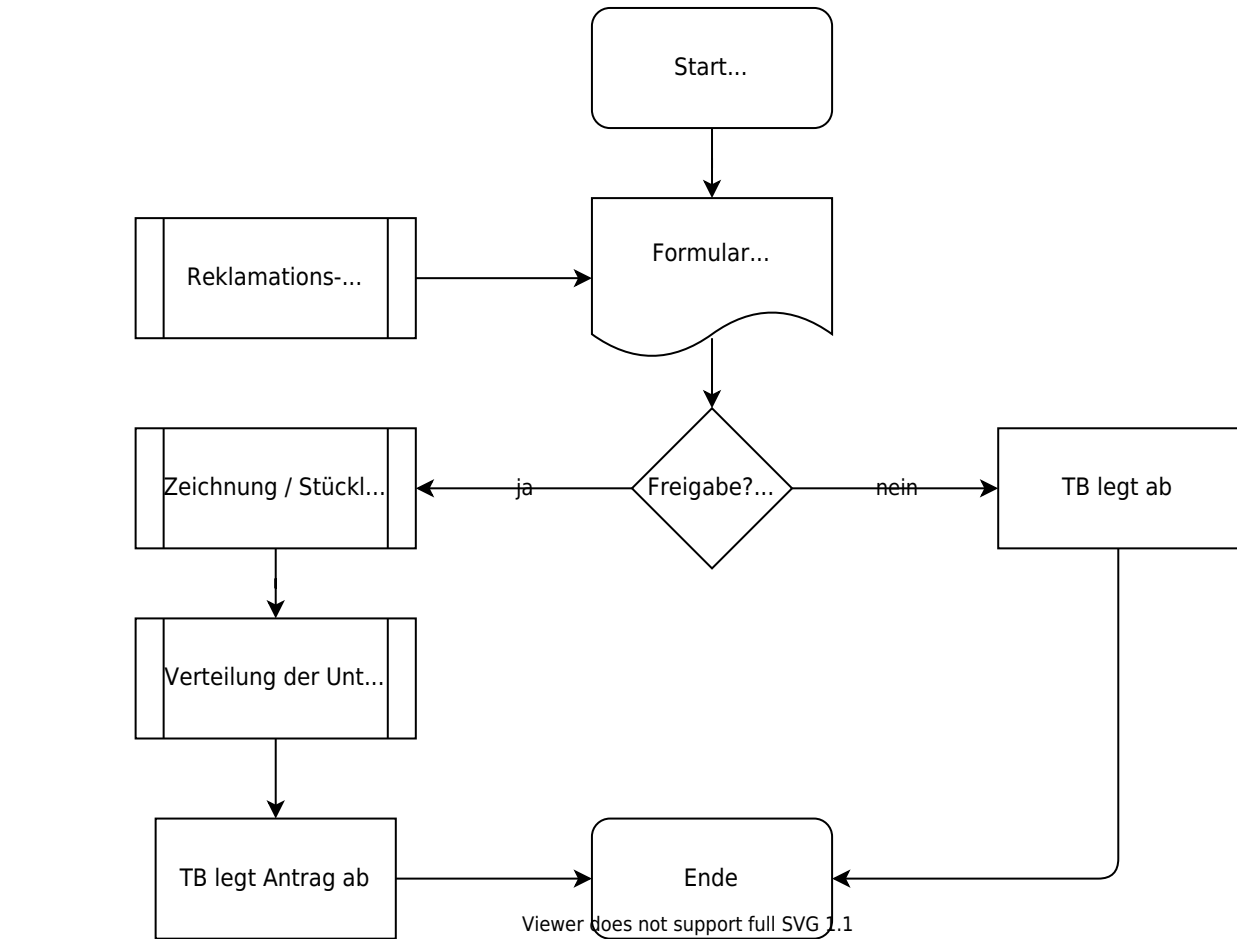 Start...
Formular...
Reklamations-...
Zeichnung / Stückl...
ja
Freigabe?...
nein
TB legt ab
Verteilung der Unt...
TB legt Antrag ab
Ende
Viewer does not support full SVG 1.1